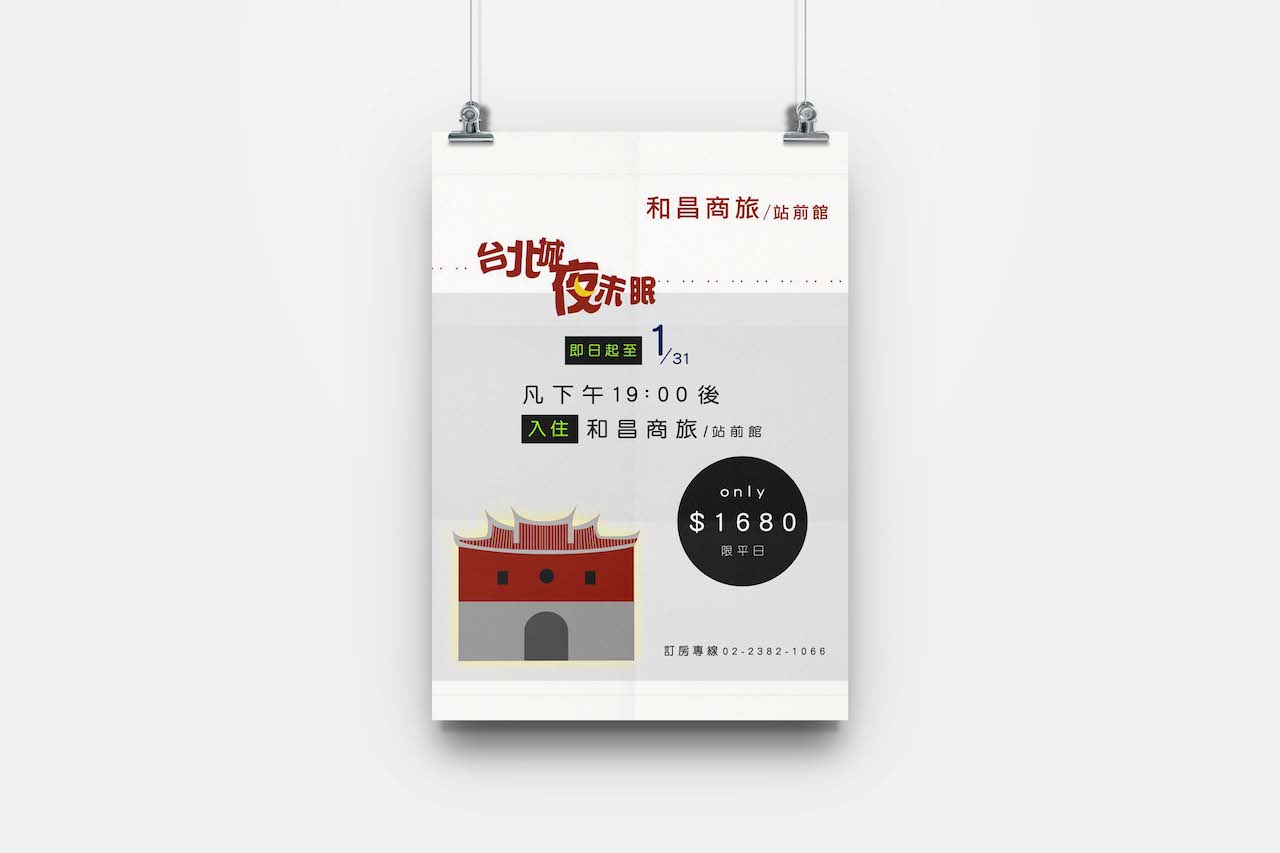 和昌商旅/站前館
台北城
夜未眠
即日起至 1/31
凡下午19:00後
入住 和昌商旅/站前館
only
$1680
限平日
訂房專線02-2382-1066